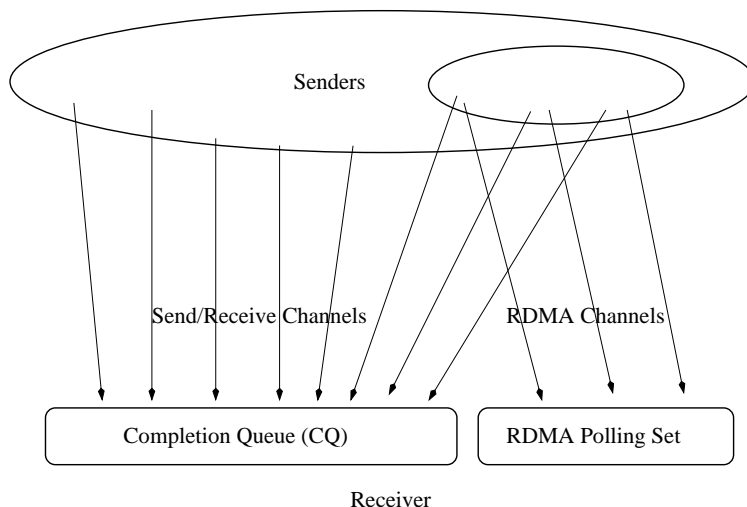 Senders
Send/Receive Channels
RDMA Channels
Completion Queue (CQ)
RDMA Polling Set
Receiver